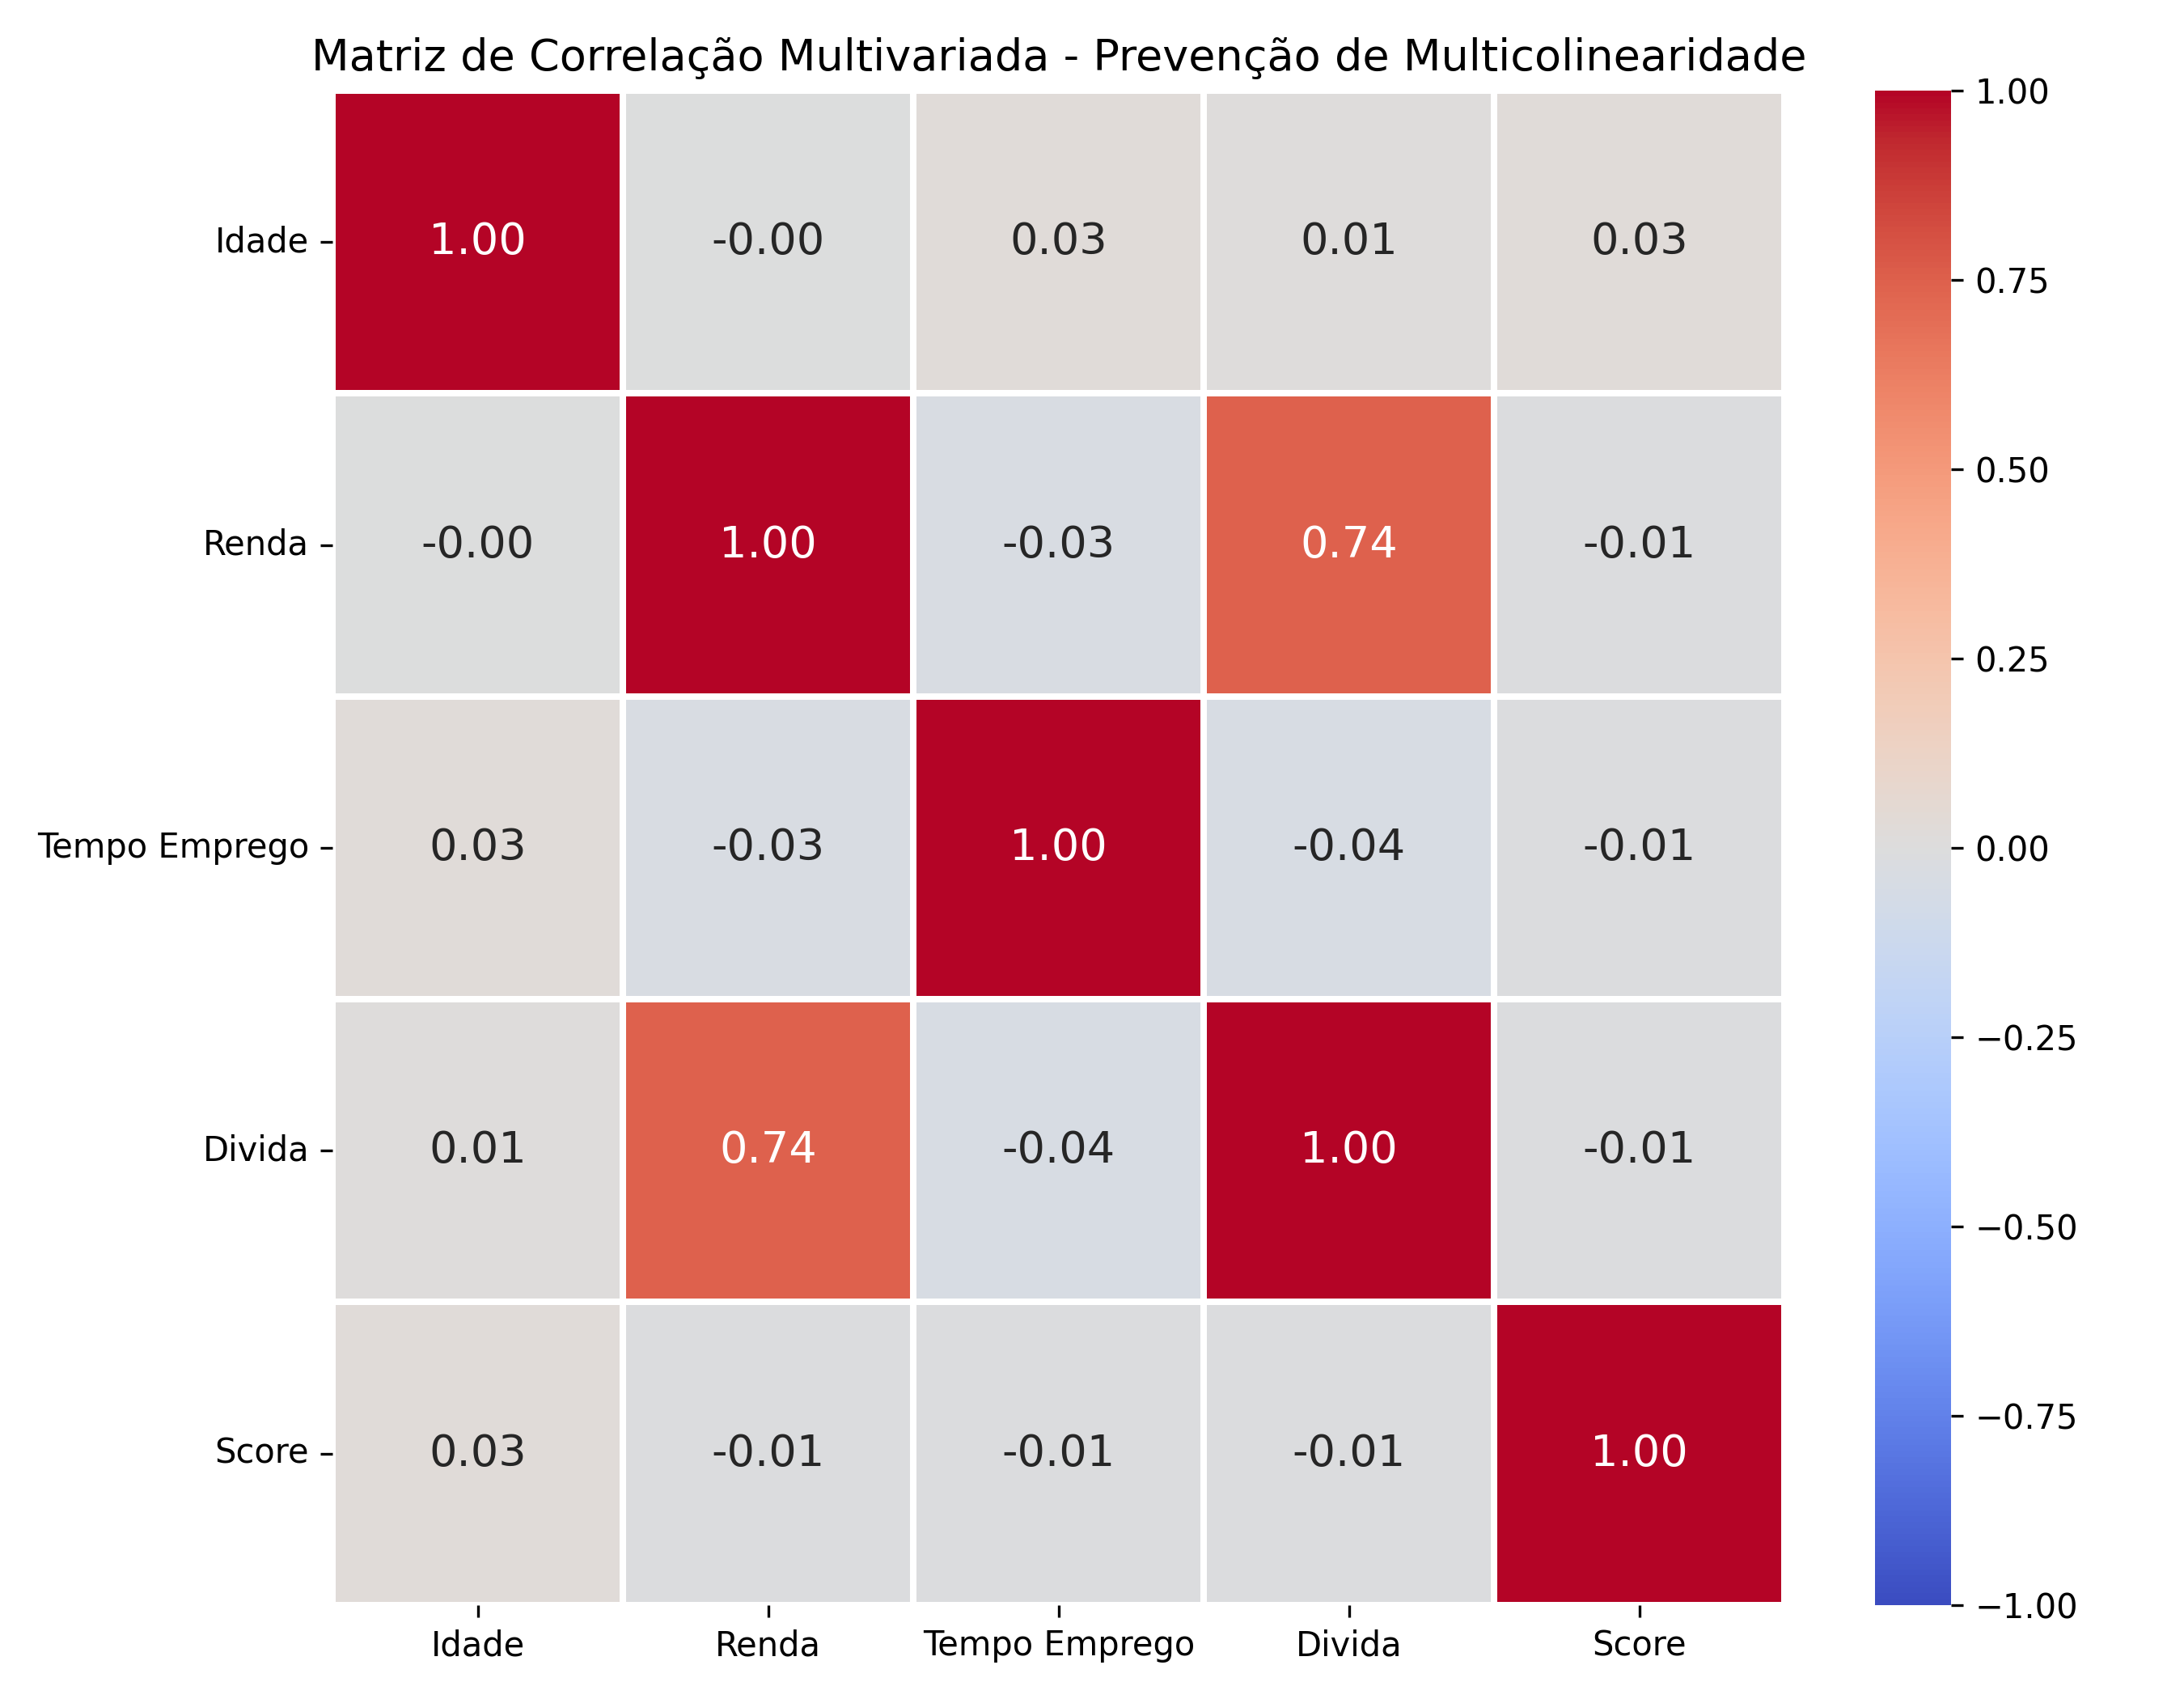 Matriz de Correlação Multivariada - Prevenção de Multicolinearidade
1.00
Idade 1.00 -0.00 0.03 0.01 0.03
0.75
0.50
Renda -0.00 1.00 -0.03 0.74 -0.01
0.25
Tempo Emprego 0.03 -0.03 1.00 -0.04 -0.01 0.00
−0.25
Divida 0.01 0.74 -0.04 1.00 -0.01
−0.50
−0.75
Score 0.03 -0.01 -0.01 -0.01 1.00
−1.00
Idade Renda Tempo Emprego Divida Score